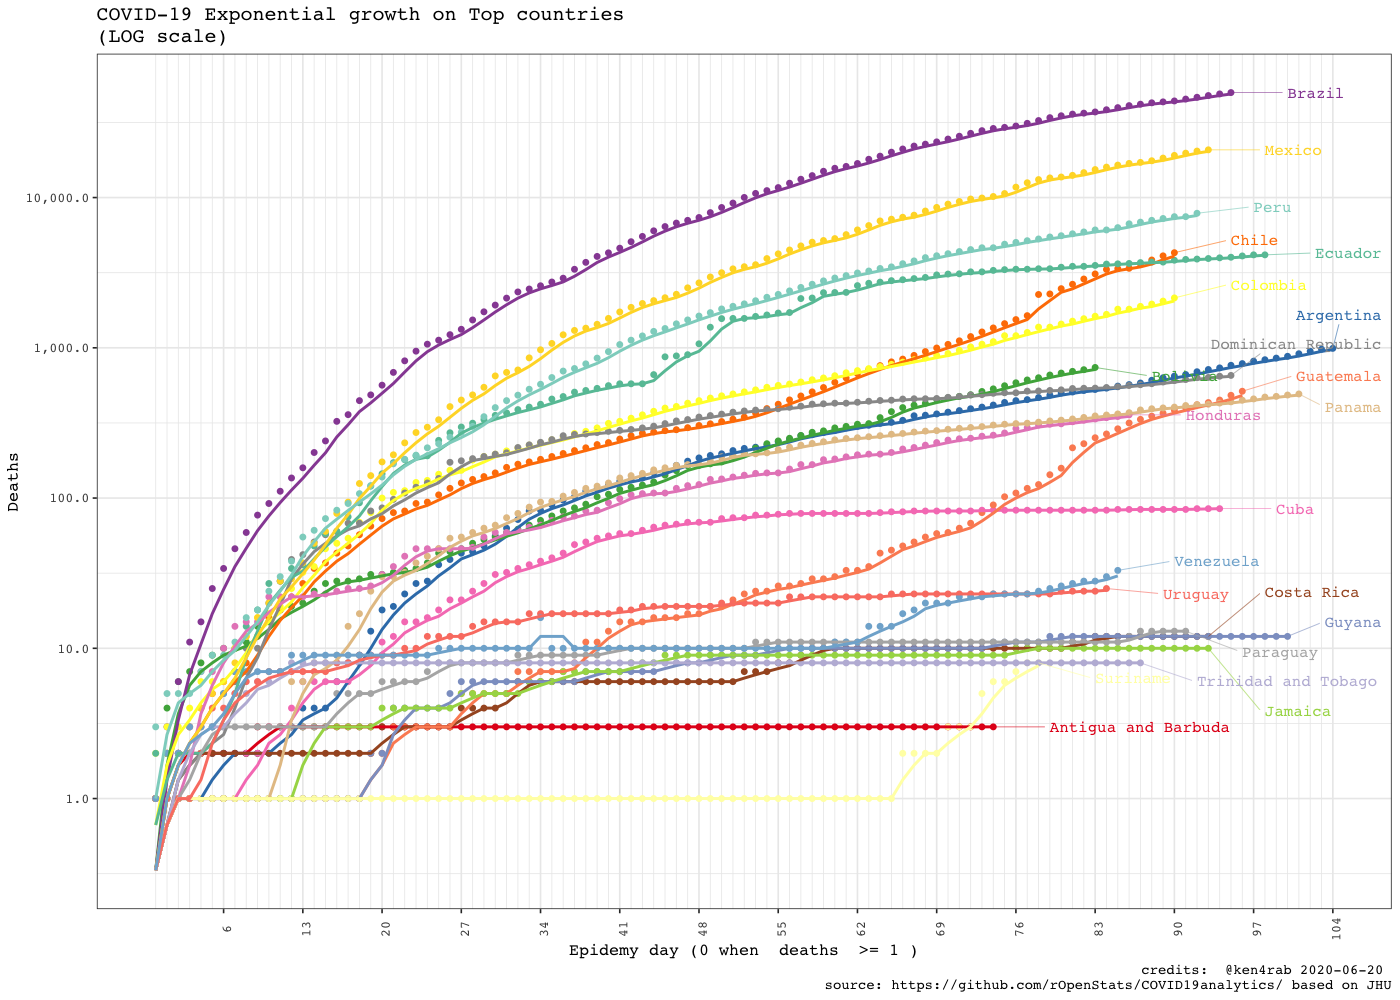 COVID-19 Exponential growth on Top countries
(LOG scale)
Brazil
Mexico
10,000.0
Peru
Chile
Ecuador
Colombia
Argentina
Dominican Republic
1,000.0
Bolivia
Guatemala
Panama
Honduras
100.0
Cuba
Deaths
Venezuela
Uruguay
Costa Rica
Guyana
10.0
Paraguay
Suriname
Trinidad and Tobago
Jamaica
Antigua and Barbuda
1.0
6 13 20 27 34 41 48 55 62 69 76 83 90 97 104
Epidemy day (0 when  deaths  >= 1 )
credits:  @ken4rab 2020-06-20
source: https://github.com/rOpenStats/COVID19analytics/ based on JHU